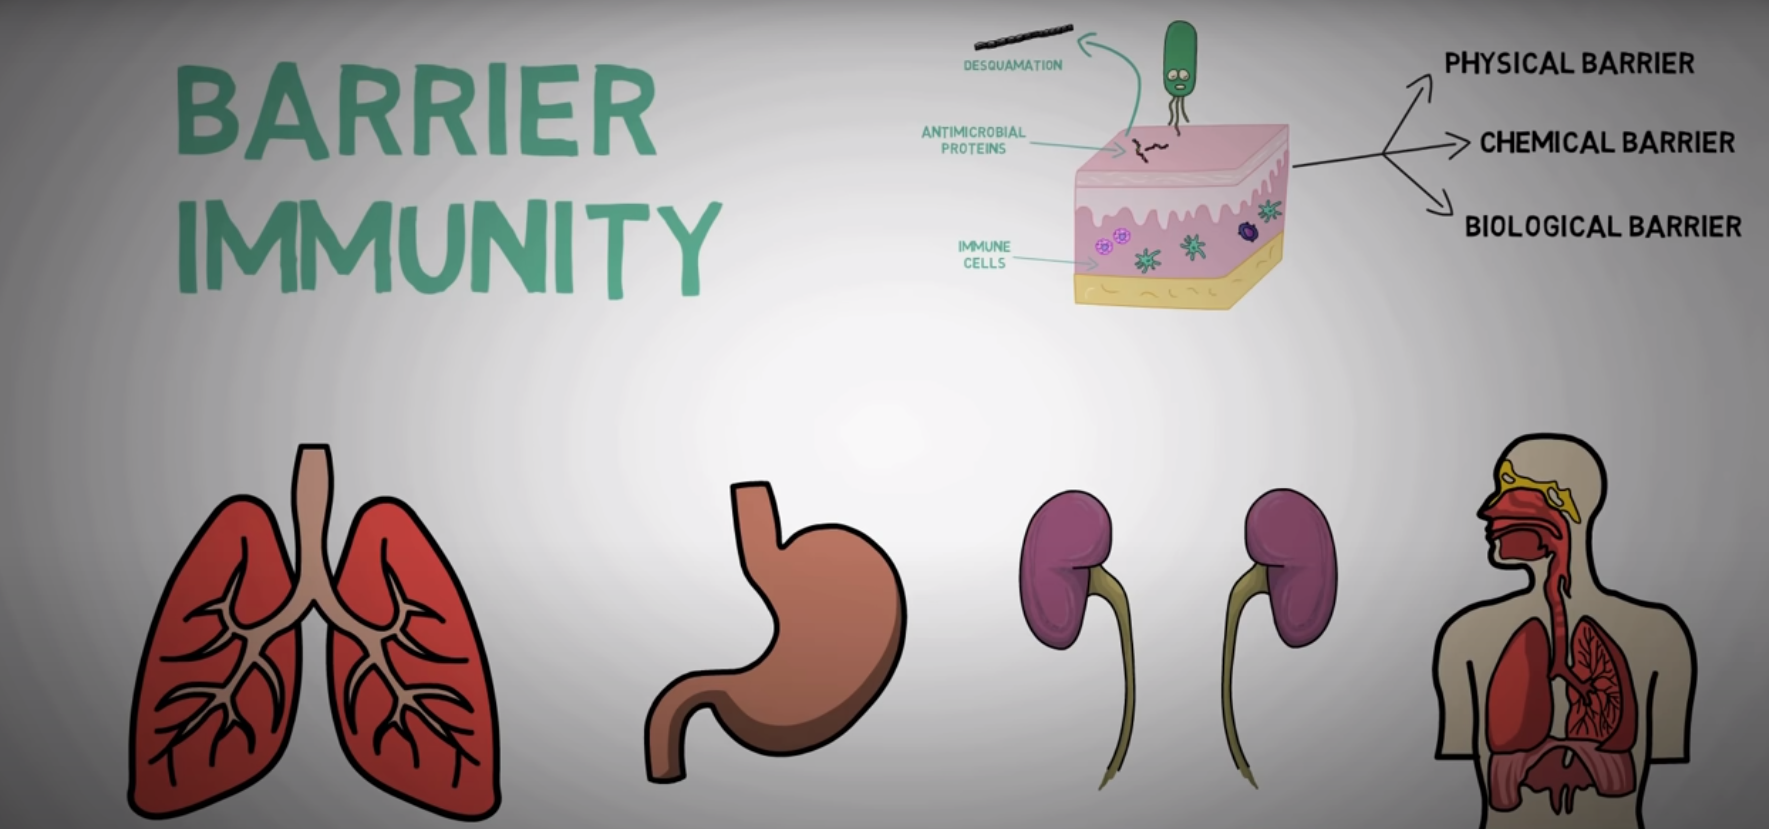 BARRIER
IMMUNITY
DESQUAMATION
ANTIMICROBIAL
PROTEINS
IMMUNE
CELLS
PHYSICAL BARRIER
CHEMICAL BARRIER
BIOLOGICAL BARRIER